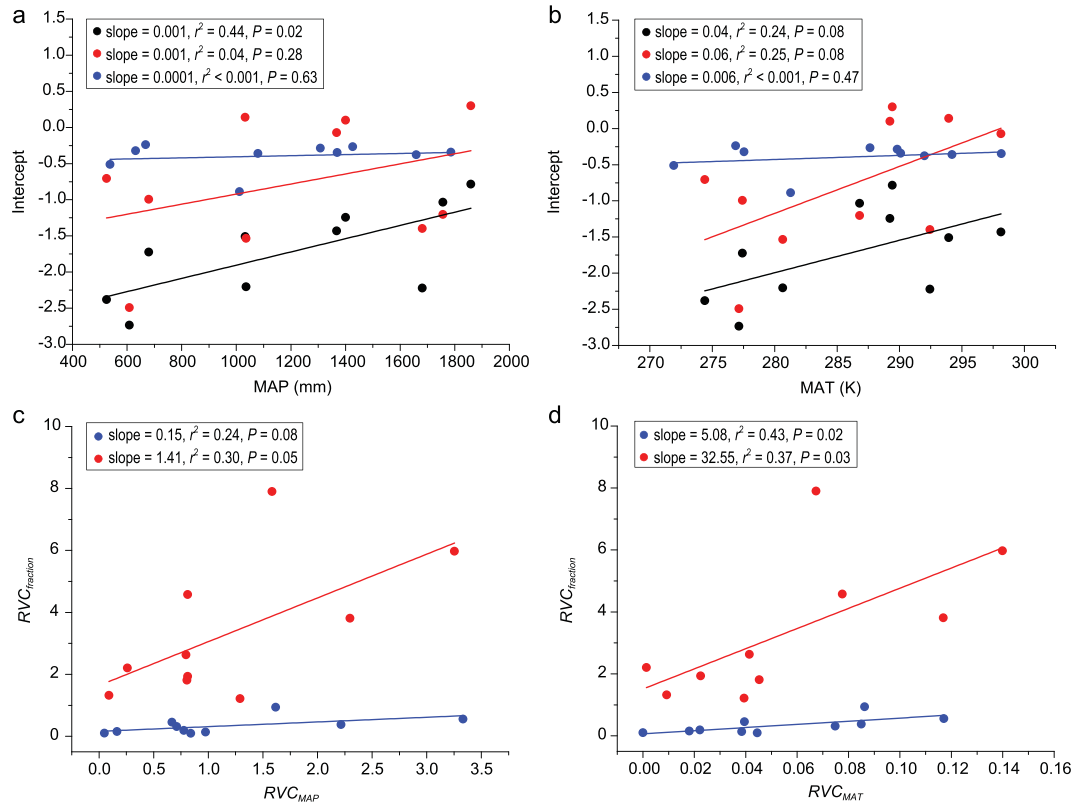 a
slope = 0.001, r² = 0.44, P = 0.02
slope = 0.001, r² = 0.04, P = 0.28
slope = 0.0001, r² < 0.001, P = 0.63
1.5
1.0
0.5
0.0
-0.5
-1.0
-1.5
-2.0
-2.5
-3.0
Intercept
400 600 800 1000 1200 1400 1600 1800 2000
MAP (mm)
b
slope = 0.04, r² = 0.24, P = 0.08
slope = 0.06, r² = 0.25, P = 0.08
slope = 0.006, r² < 0.001, P = 0.47
1.5
1.0
0.5
0.0
-0.5
-1.0
-1.5
-2.0
-2.5
-3.0
Intercept
270 275 280 285 290 295 300
MAT (K)
c
slope = 0.15, r² = 0.24, P = 0.08
slope = 1.41, r² = 0.30, P = 0.05
10
8
6
4
2
0
RVCfraction
0.0 0.5 1.0 1.5 2.0 2.5 3.0 3.5
RVCMAP
d
slope = 5.08, r² = 0.43, P = 0.02
slope = 32.55, r² = 0.37, P = 0.03
10
8
6
4
2
0
RVCfraction
0.00 0.02 0.04 0.06 0.08 0.10 0.12 0.14 0.16
RVCMAT